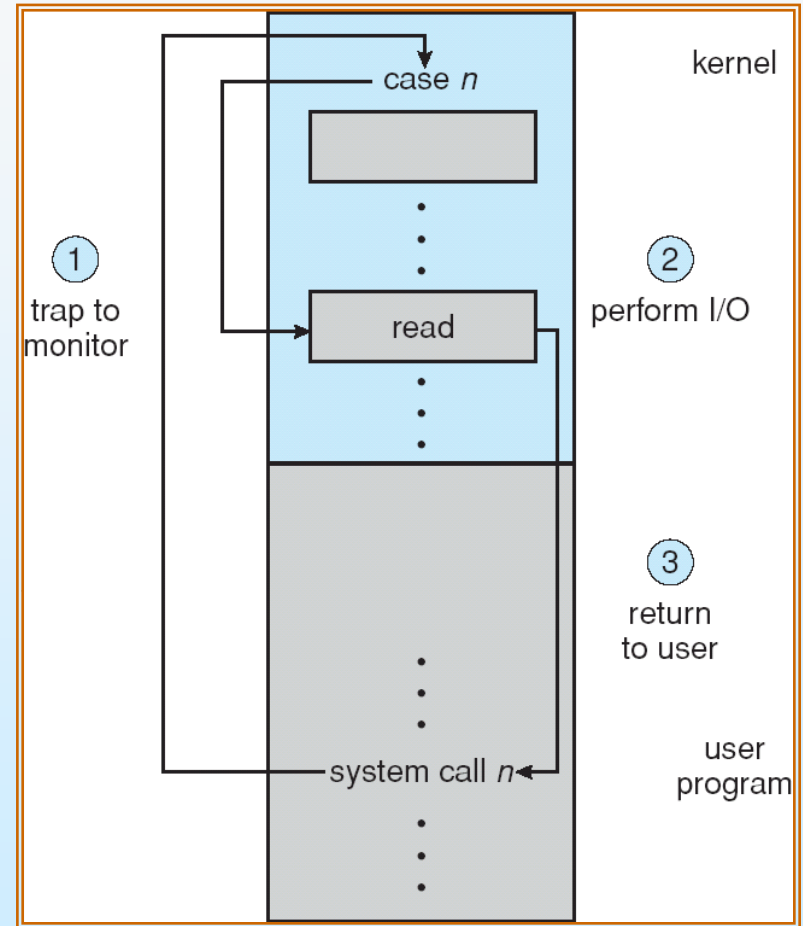 case n
kernel
1
trap to
monitor
2
perform I/O
read
3
return
to user
system call n
user
program